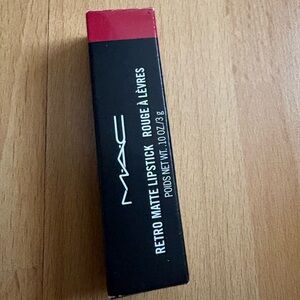 MAC
RETRO MATTE LIPSTICK ROUGE À LÈVRES
POIDS NET WT. .10 OZ./3 g